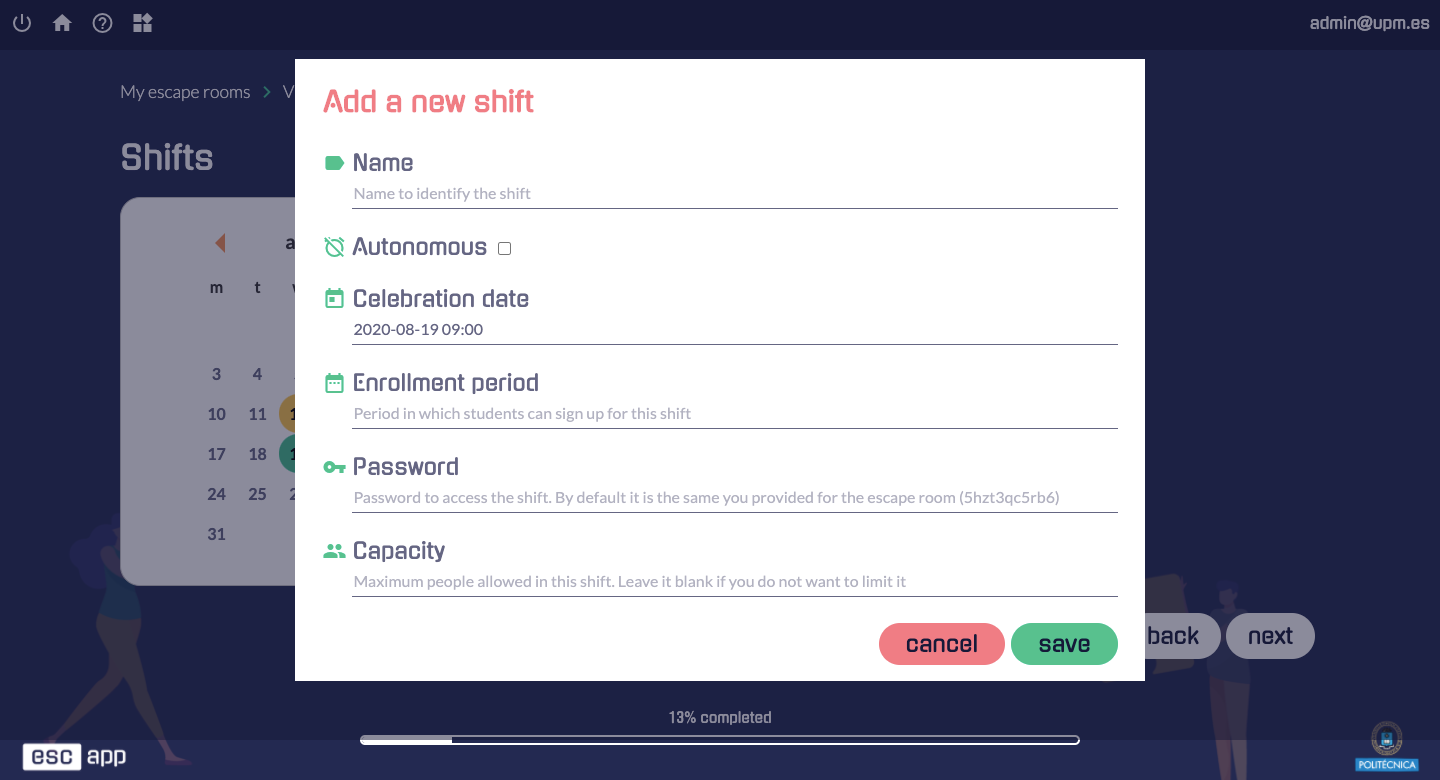 admin@upm.es
My escape rooms > V
Shifts
a
m t
3 4
10 11 1
17 18 1
24 25 2
31
Add a new shift
Name
Name to identify the shift
Autonomous
Celebration date
2020-08-19 09:00
Enrollment period
Period in which students can sign up for this shift
Password
Password to access the shift. By default it is the same you provided for the escape room (5hzt3qc5rb6)
Capacity
Maximum people allowed in this shift. Leave it blank if you do not want to limit it
cancel save
back next
13% completed
esc app
POLITÉCNICA